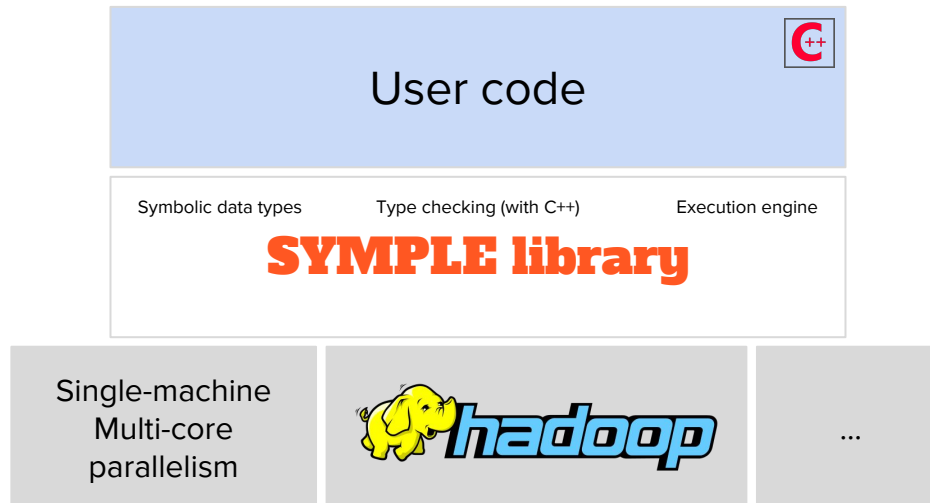 C++
User code
Symbolic data types
Type checking (with C++)
Execution engine
SYMPLE library
Single-machine
Multi-core
parallelism
hadoop
...